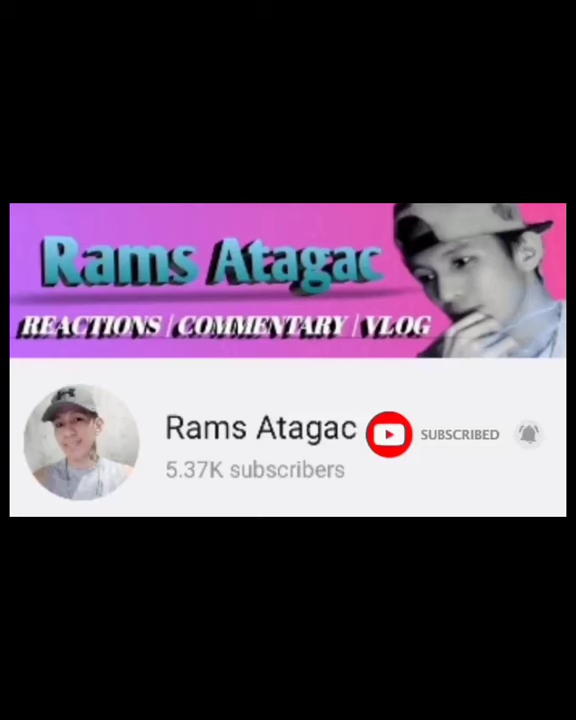 Rams Atagac
REACTIONS | COMMENTARY | VLOG
Rams Atagac
SUBSCRIBED
5.37K subscribers